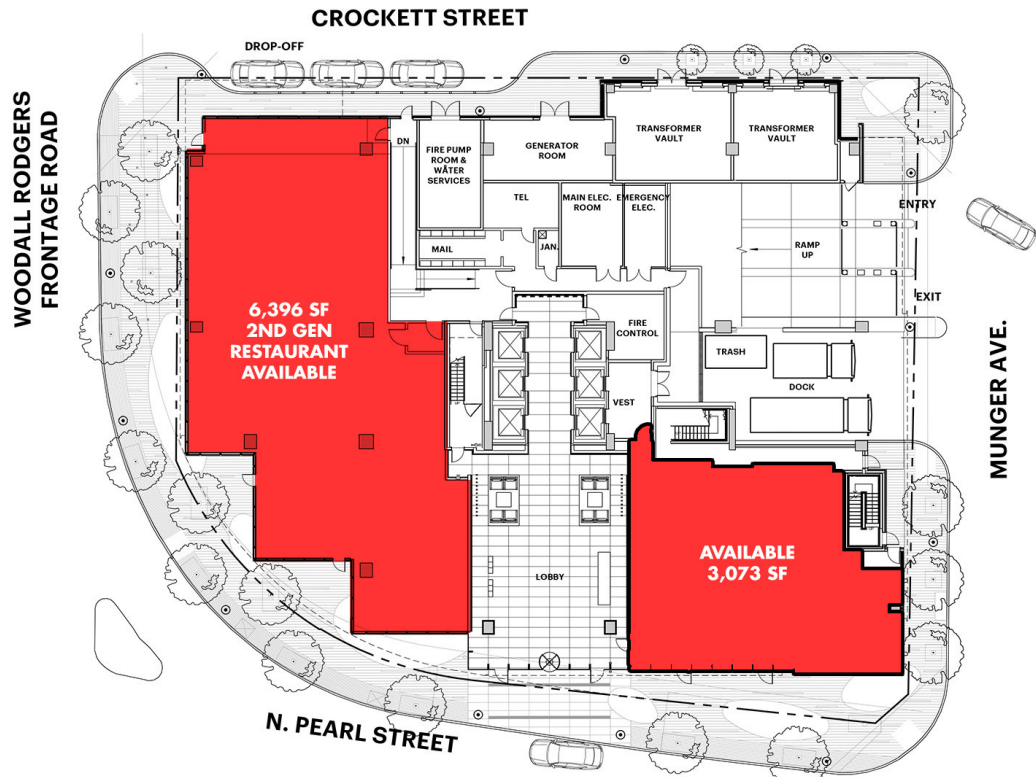 CROCKETT STREET
DROP-OFF
WOODALL RODGERS
FRONTAGE ROAD
DN
FIRE PUMP
ROOM &
WATER
SERVICES
GENERATOR
ROOM
TRANSFORMER
VAULT
TRANSFORMER
VAULT
TEL
MAIN ELEC.
ROOM
EMERGENCY
ELEC.
ENTRY
MAIL
JAN.
RAMP
UP
EXIT
6,396 SF
2ND GEN
RESTAURANT
AVAILABLE
FIRE
CONTROL
TRASH
DOCK
VEST
MUNGER AVE.
AVAILABLE
3,073 SF
LOBBY
N. PEARL STREET